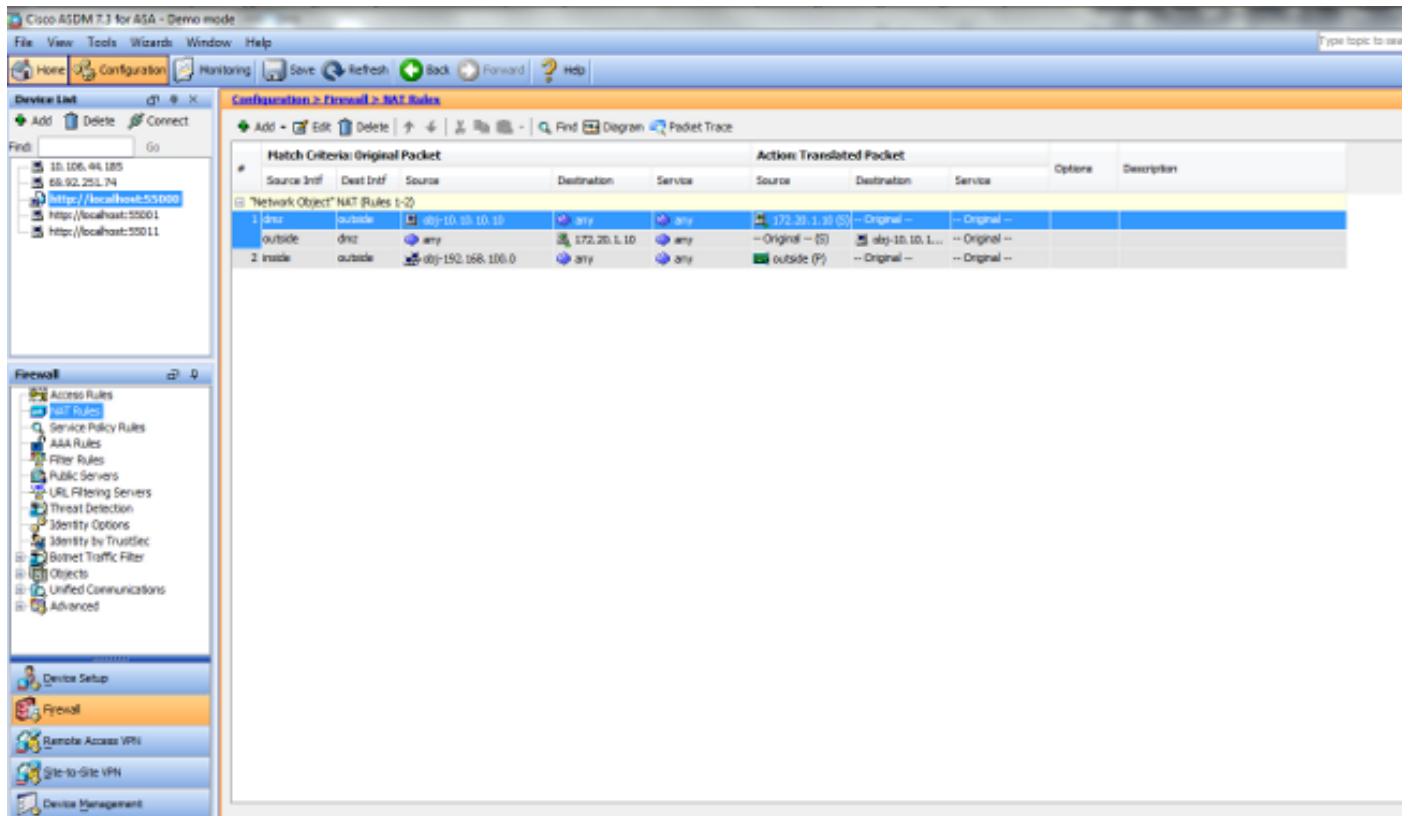 Cisco ASDM 7.3 for ASA - Demo mode
File View Tools Wizards Window Help
Type topic to sea
Home Configuration Monitoring Save Refresh Back Forward Help
Device List
Add Delete Connect
Find: Go
10.106.44.185
68.92.251.74
http://localhost:55000
http://localhost:55001
http://localhost:55011
Configuration > Firewall > NAT Rules
Add Edit Delete Find Diagram Packet Trace
# Match Criteria: Original Packet Action: Translated Packet Options Description
Source Intf Dest Intf Source Destination Service Source Destination Service
"Network Object" NAT (Rules 1-2)
1 dmz outside obj-10.10.10.10 any any 172.20.1.10 (S) -- Original -- -- Original --
outside dmz any 172.20.1.10 any -- Original -- (S) obj-10.10.1... -- Original --
2 inside outside obj-192.168.100.0 any any outside (P) -- Original -- -- Original --
Firewall
Access Rules
NAT Rules
Service Policy Rules
AAA Rules
Filter Rules
Public Servers
URL Filtering Servers
Threat Detection
Identity Options
Identity by TrustSec
Botnet Traffic Filter
Objects
Unified Communications
Advanced
Device Setup
Firewall
Remote Access VPN
Site-to-Site VPN
Device Management